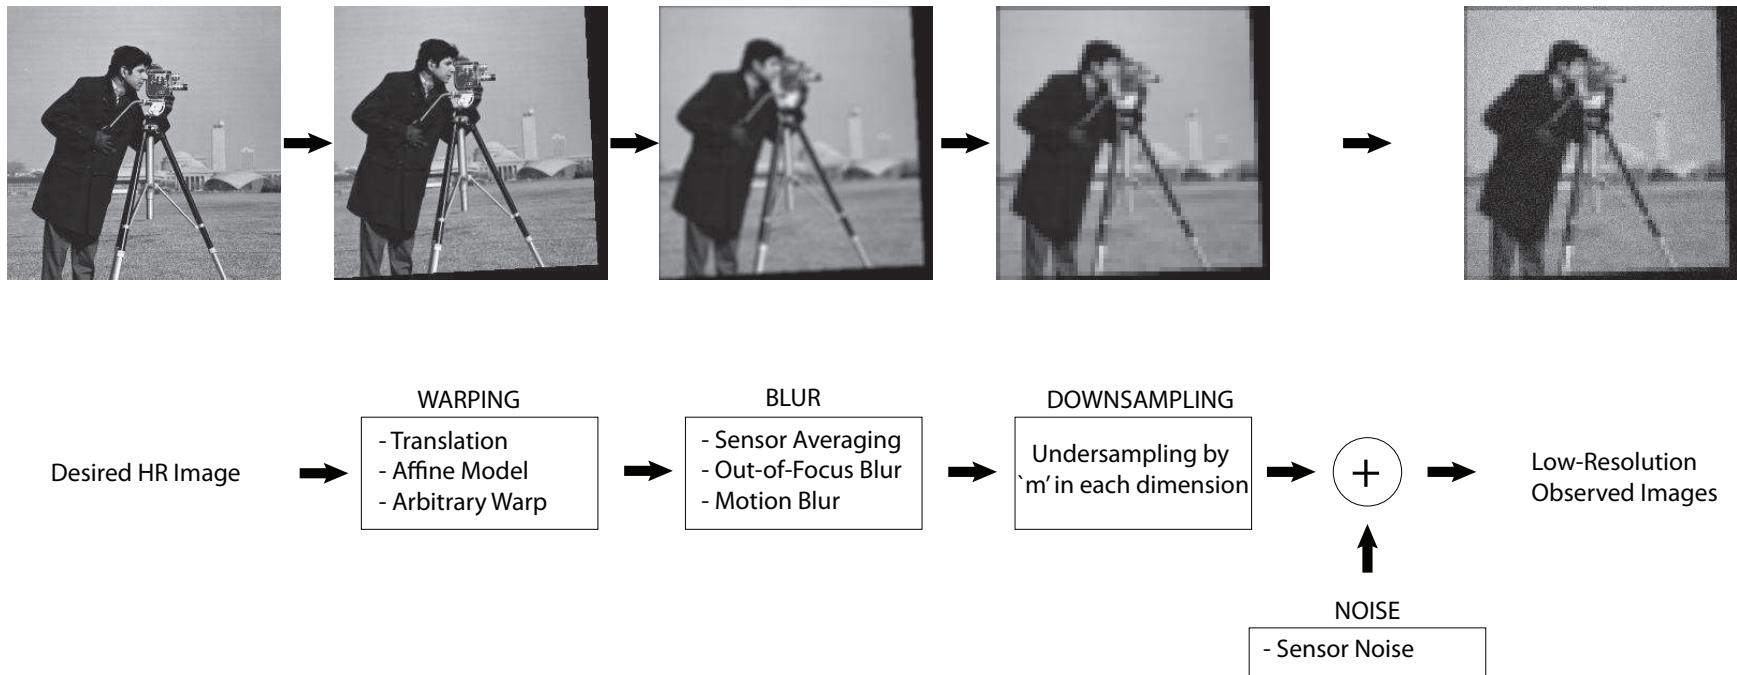 WARPING
- Translation
- Affine Model
- Arbitrary Warp
BLUR
- Sensor Averaging
- Out-of-Focus Blur
- Motion Blur
DOWNSAMPLING
Undersampling by
`m’ in each dimension
Desired HR Image
+
Low-Resolution
Observed Images
NOISE
- Sensor Noise